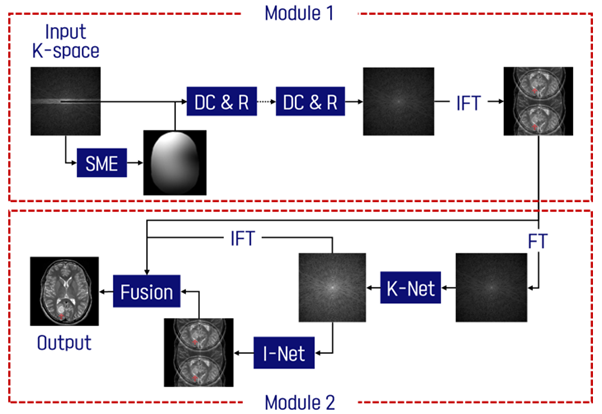 Module 1
Input
K-space
DC & R
DC & R
IFT
SME
IFT
FT
Fusion
K-Net
Output
I-Net
Module 2